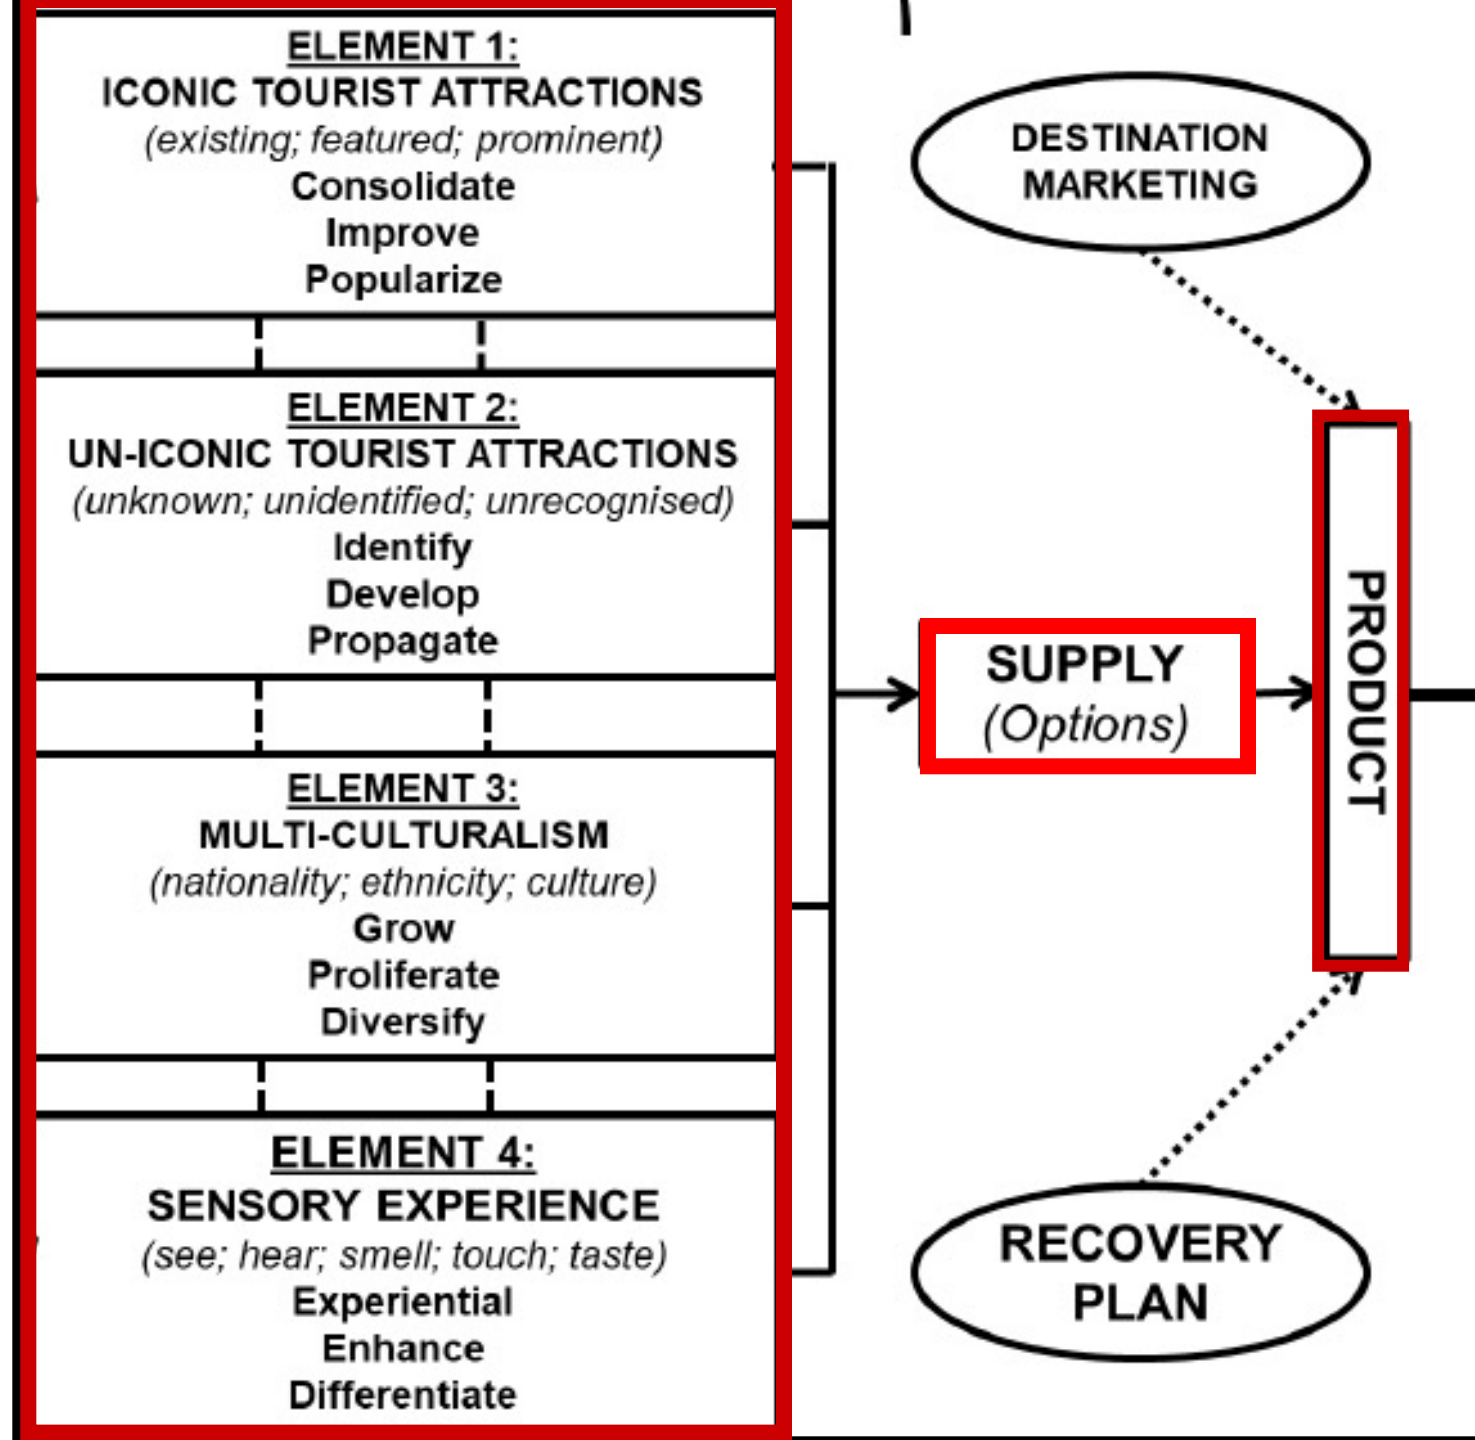 ELEMENT 1:
ICONIC TOURIST ATTRACTIONS
(existing; featured; prominent)
Consolidate
Improve
Popularize
ELEMENT 2:
UN-ICONIC TOURIST ATTRACTIONS
(unknown; unidentified; unrecognised)
Identify
Develop
Propagate
ELEMENT 3:
MULTI-CULTURALISM
(nationality; ethnicity; culture)
Grow
Proliferate
Diversify
ELEMENT 4:
SENSORY EXPERIENCE
(see; hear; smell; touch; taste)
Experiential
Enhance
Differentiate
DESTINATION
MARKETING
SUPPLY
(Options)
PRODUCT
RECOVERY
PLAN